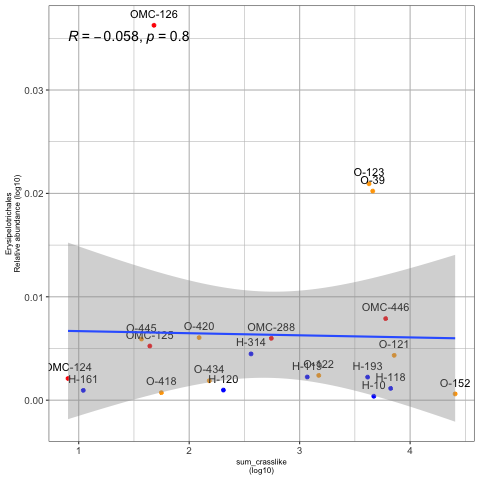 OMC-126
R = −0.058, p = 0.8
0.03
O-123
O-39
0.02
0.01
OMC-446
O-445
OMC-125
O-420
OMC-288
H-314
O-121
OMC-124
H-161
O-418
O-434
H-120
H-119
O-122
H-193
H-118
H-10
O-152
0.00
1 2 3 4
sum_crasslike
(log10)
Erysipelotrichales
Relative abundance (log10)